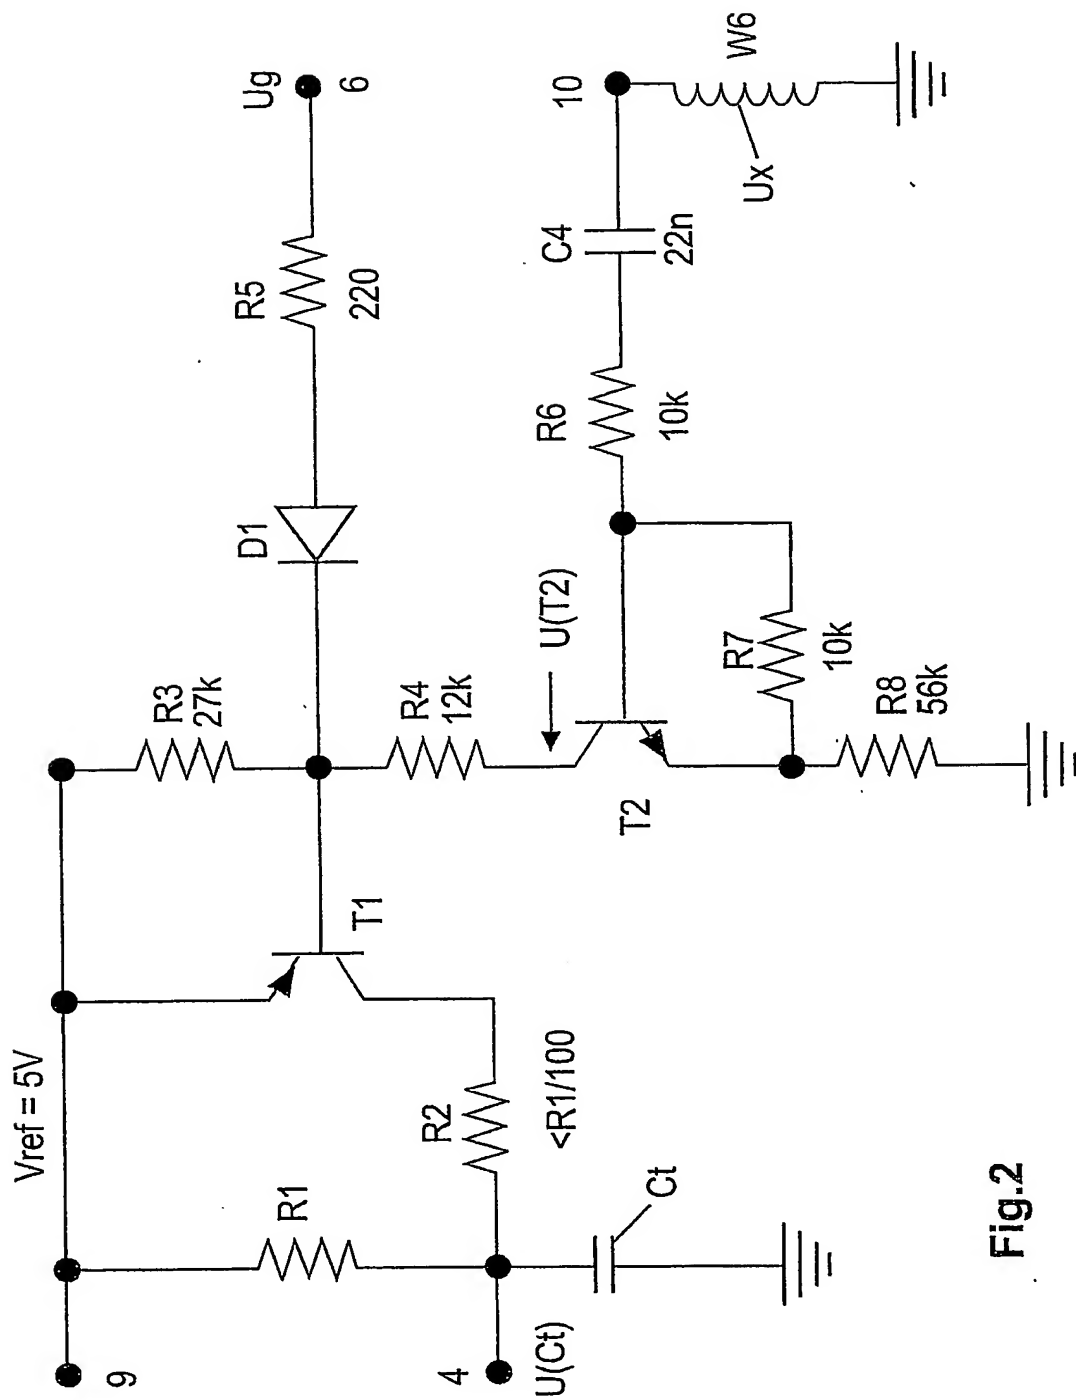 Vref = 5V
9
R1
4
U(Ct)
Ct
R2
<R1/100
T1
R3
27k
R4
12k
U(T2)
T2
R7
10k
R8
56k
D1
R5
220
Ug
6
R6
10k
C4
22n
10
Ux
W6
Fig.2